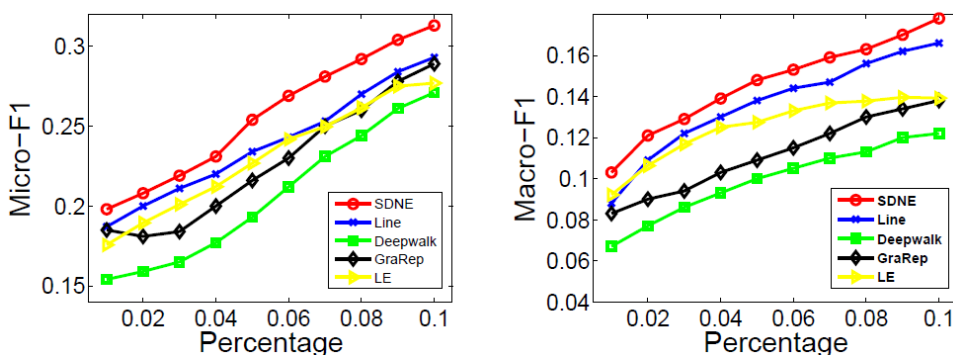 Micro-F1
0.3
0.25
0.2
0.15
0.02 0.04 0.06 0.08 0.1
Percentage
SDNE
Line
Deepwalk
GraRep
LE
Macro-F1
0.16
0.14
0.12
0.1
0.08
0.06
0.04
0.02 0.04 0.06 0.08 0.1
Percentage
SDNE
Line
Deepwalk
GraRep
LE